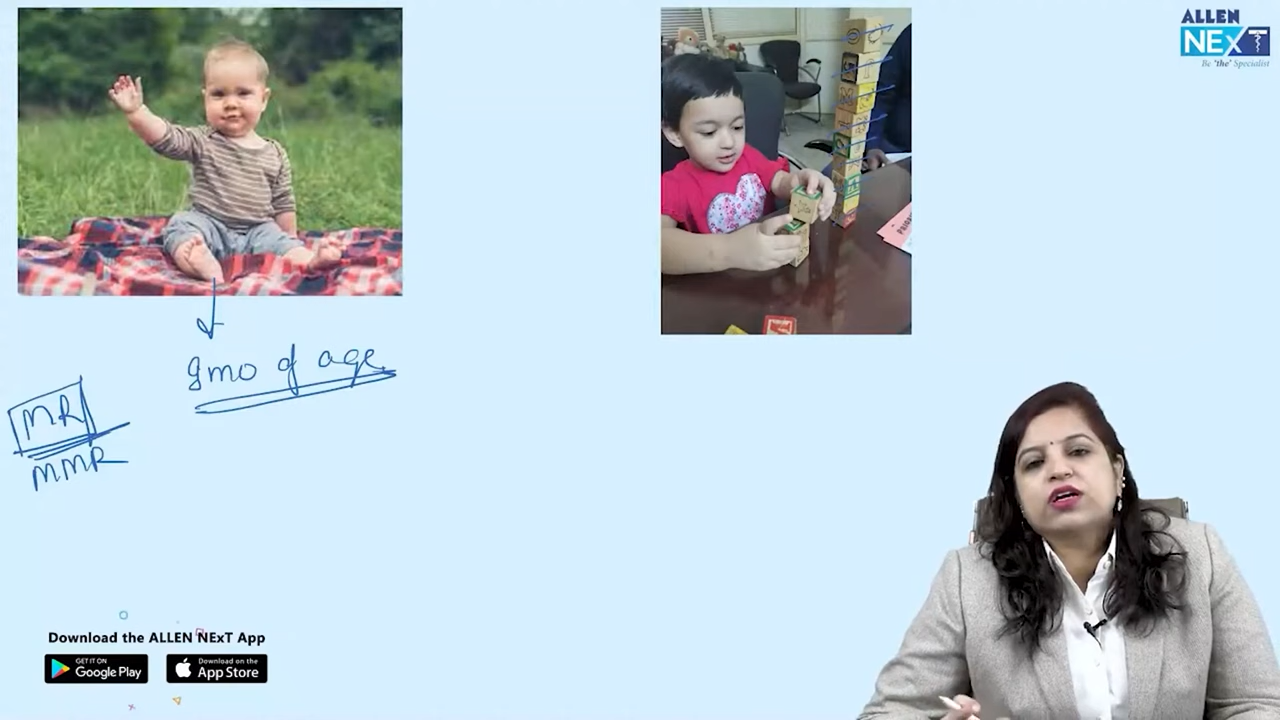 ALLEN
NExT
Be 'the' Specialist
9mo of age
MR
MMR
Download the ALLEN NExT App
GET IT ON
Google Play
Download on the
App Store